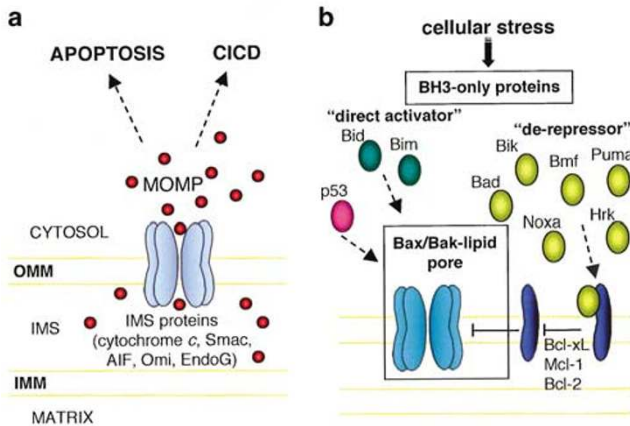 a
APOPTOSIS CICD
MOMP
CYTOSOL
OMM
IMS
IMS proteins
(cytochrome c, Smac,
AIF, Omi, EndoG)
IMM
MATRIX
b
cellular stress
BH3-only proteins
"direct activator"
Bid
Bim
p53
"de-repressor"
Bik
Bmf
Puma
Bad
Noxa
Hrk
Bax/Bak-lipid
pore
Bcl-xL
Mcl-1
Bcl-2